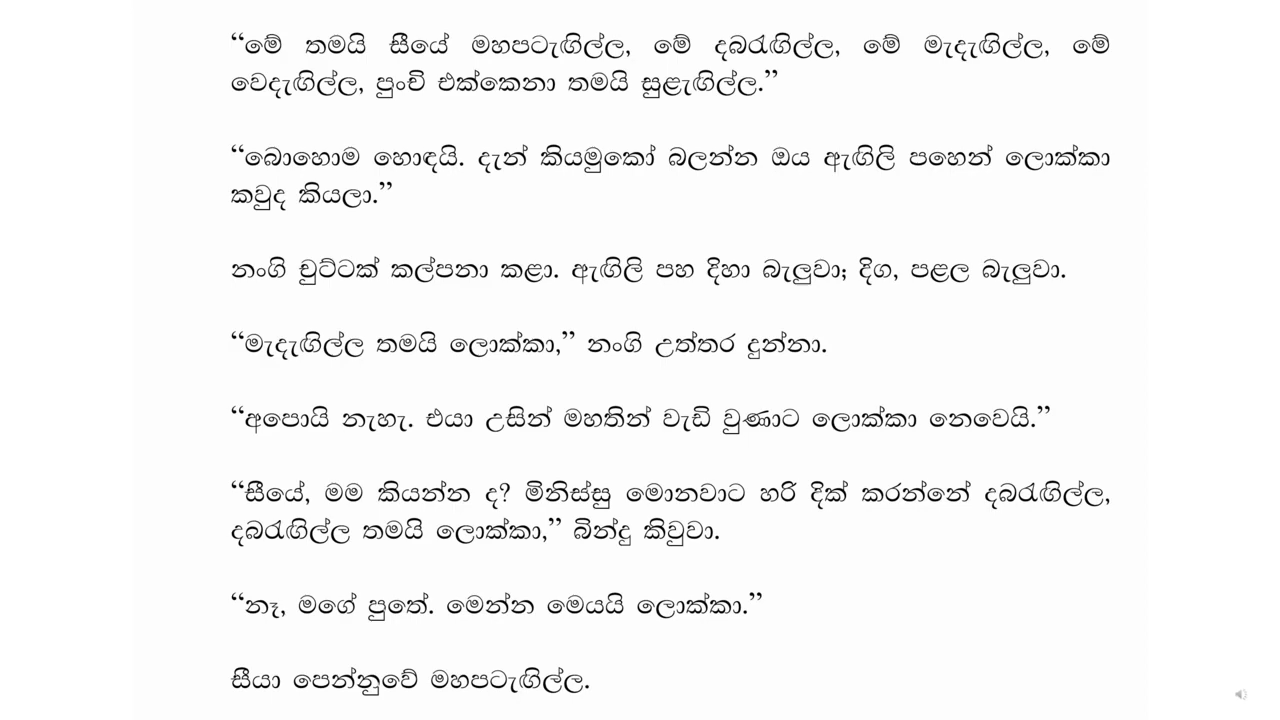 “මේ තමයි සීයේ මහපටැඟිල්ල, මේ දබරැඟිල්ල, මේ මැදැඟිල්ල, මේ
වෙදැඟිල්ල, පුංචි එක්කෙනා තමයි සුළැඟිල්ල.”
“බොහොම හොඳයි. දැන් කියමුකෝ බලන්න ඔය ඇඟිලි පහෙන් ලොක්කා
කවුද කියලා.”
නංගි චුට්ටක් කල්පනා කළා. ඇඟිලි පහ දිහා බැලුවා; දිග, පළල බැලුවා.
“මැදැඟිල්ල තමයි ලොක්කා,” නංගි උත්තර දුන්නා.
“අපොයි නැහැ. එයා උසින් මහතින් වැඩි වුණාට ලොක්කා නෙවෙයි.”
“සීයේ, මම කියන්න ද? මිනිස්සු මොනවාට හරි දික් කරන්නේ දබරැඟිල්ල,
දබරැඟිල්ල තමයි ලොක්කා,” බින්දු කිවුවා.
“නෑ, මගේ පුතේ. මෙන්න මෙයයි ලොක්කා.”
සීයා පෙන්නුවේ මහපටැඟිල්ල.